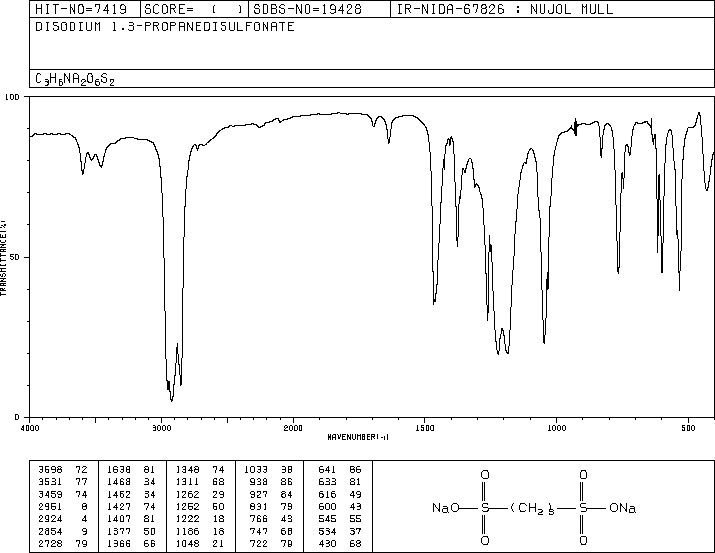 HIT-NO=7419 SCORE= ( ) SDBS-NO=19428 IR-NIDA-67826 : NUJOL MULL
DISODIUM 1,3-PROPANEDISULFONATE
C3H6NA2O6S2
100
TRANSMITTANCE(%)
50
0
4000 3000 2000 1500 1000 500
WAVENUMBER(-1)
3598 72 1638 81 1348 74 1033 38 641 86
3531 77 1468 34 1311 68 938 86 633 81
3459 74 1462 34 1262 29 927 84 616 49
2951 8 1427 74 1252 60 831 79 600 43
2924 4 1407 81 1222 18 766 43 545 55
2854 9 1377 50 1186 18 747 68 534 37
2728 79 1366 66 1048 21 722 79 430 68
O O
NaO-S-(CH2)3-S-ONa
O O